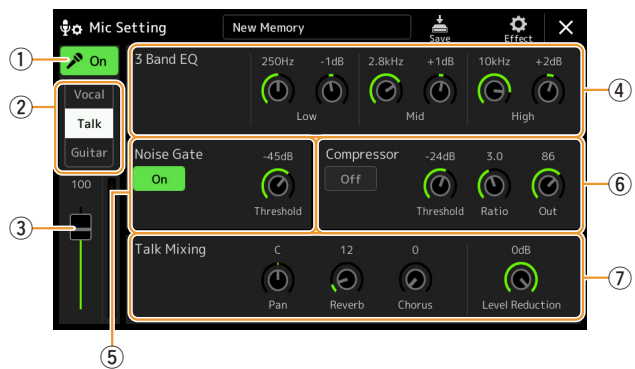 Mic Setting New Memory Save Effect
① On
② Vocal
Talk
Guitar
③ 100
3 Band EQ 250Hz -1dB 2.8kHz +1dB 10kHz +2dB ④
Low Mid High
Noise Gate -45dB
On
Threshold
⑤
Compressor -24dB 3.0 86
Off ⑥
Threshold Ratio Out
Talk Mixing C 12 0 0dB
⑦
Pan Reverb Chorus Level Reduction